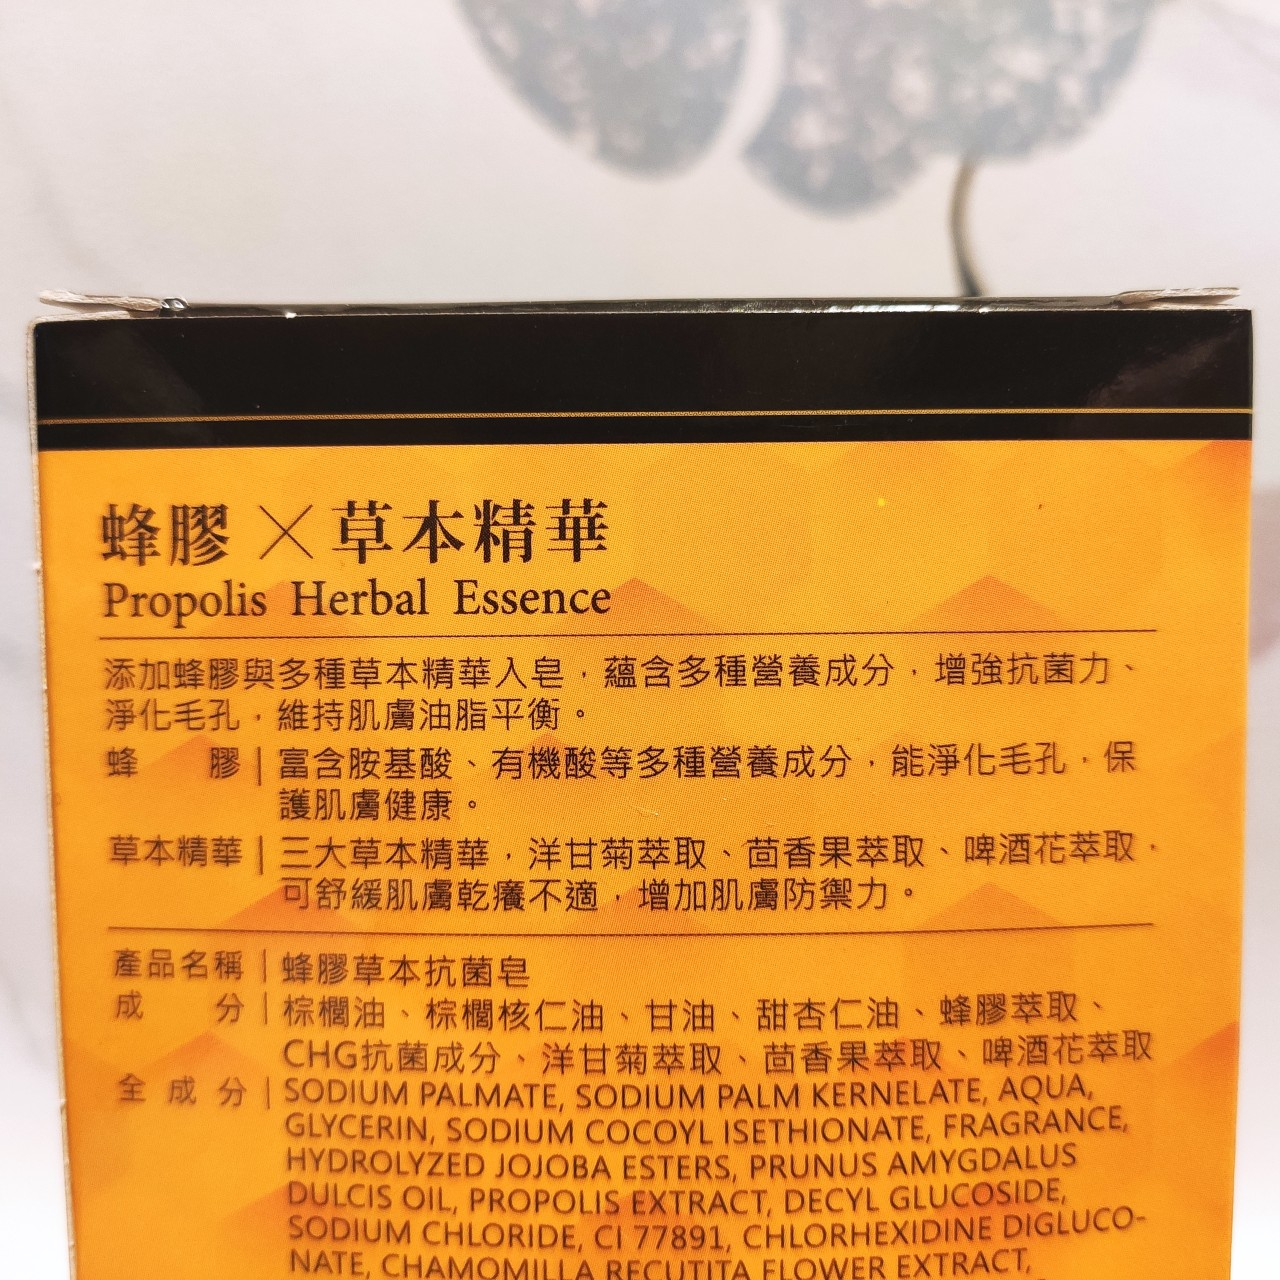 蜂膠×草本精華
Propolis Herbal Essence
添加蜂膠與多種草本精華入皂，蘊含多種營養成分，增強抗菌力、
淨化毛孔，維持肌膚油脂平衡。
蜂膠｜富含胺基酸、有機酸等多種營養成分，能淨化毛孔，保
護肌膚健康。
草本精華｜三大草本精華，洋甘菊萃取、茴香果萃取、啤酒花萃取，
可舒緩肌膚乾癢不適，增加肌膚防禦力。
產品名稱｜蜂膠草本抗菌皂
成分｜棕櫚油、棕櫚核仁油、甘油、甜杏仁油、蜂膠萃取、
CHG抗菌成分、洋甘菊萃取、茴香果萃取、啤酒花萃取
全成分｜SODIUM PALMATE, SODIUM PALM KERNELATE, AQUA,
GLYCERIN, SODIUM COCOYL ISETHIONATE, FRAGRANCE,
HYDROLYZED JOJOBA ESTERS, PRUNUS AMYGDALUS
DULCIS OIL, PROPOLIS EXTRACT, DECYL GLUCOSIDE,
SODIUM CHLORIDE, CI 77891, CHLORHEXIDINE DIGLUCO-
NATE, CHAMOMILLA RECUTITA FLOWER EXTRACT,